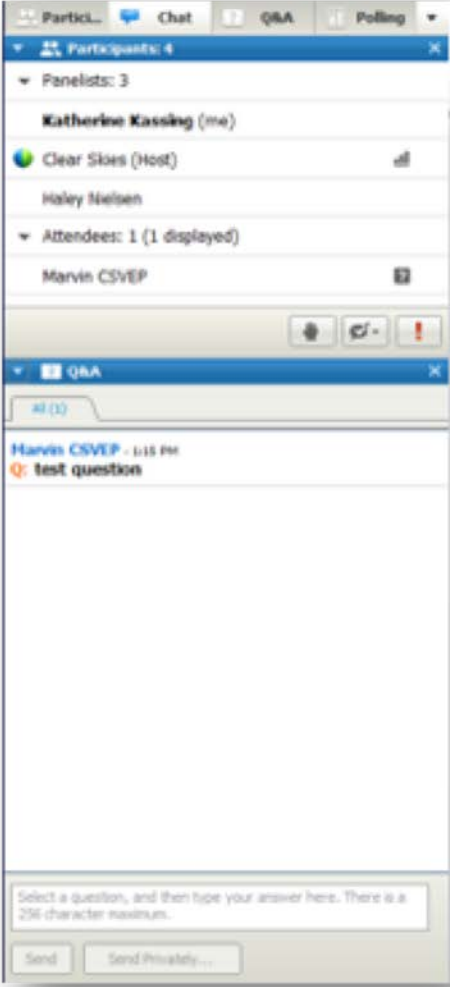 Partici... Chat Q&A Polling
Participants: 4
Panelists: 3
Katherine Kassing (me)
Clear Skies (Host)
Haley Nielsen
Attendees: 1 (1 displayed)
Marvin CSVEP
Q&A
All (1)
Marvin CSVEP - 1:15 PM
Q: test question
Select a question, and then type your answer here. There is a
256 character maximum.
Send Send Privately...